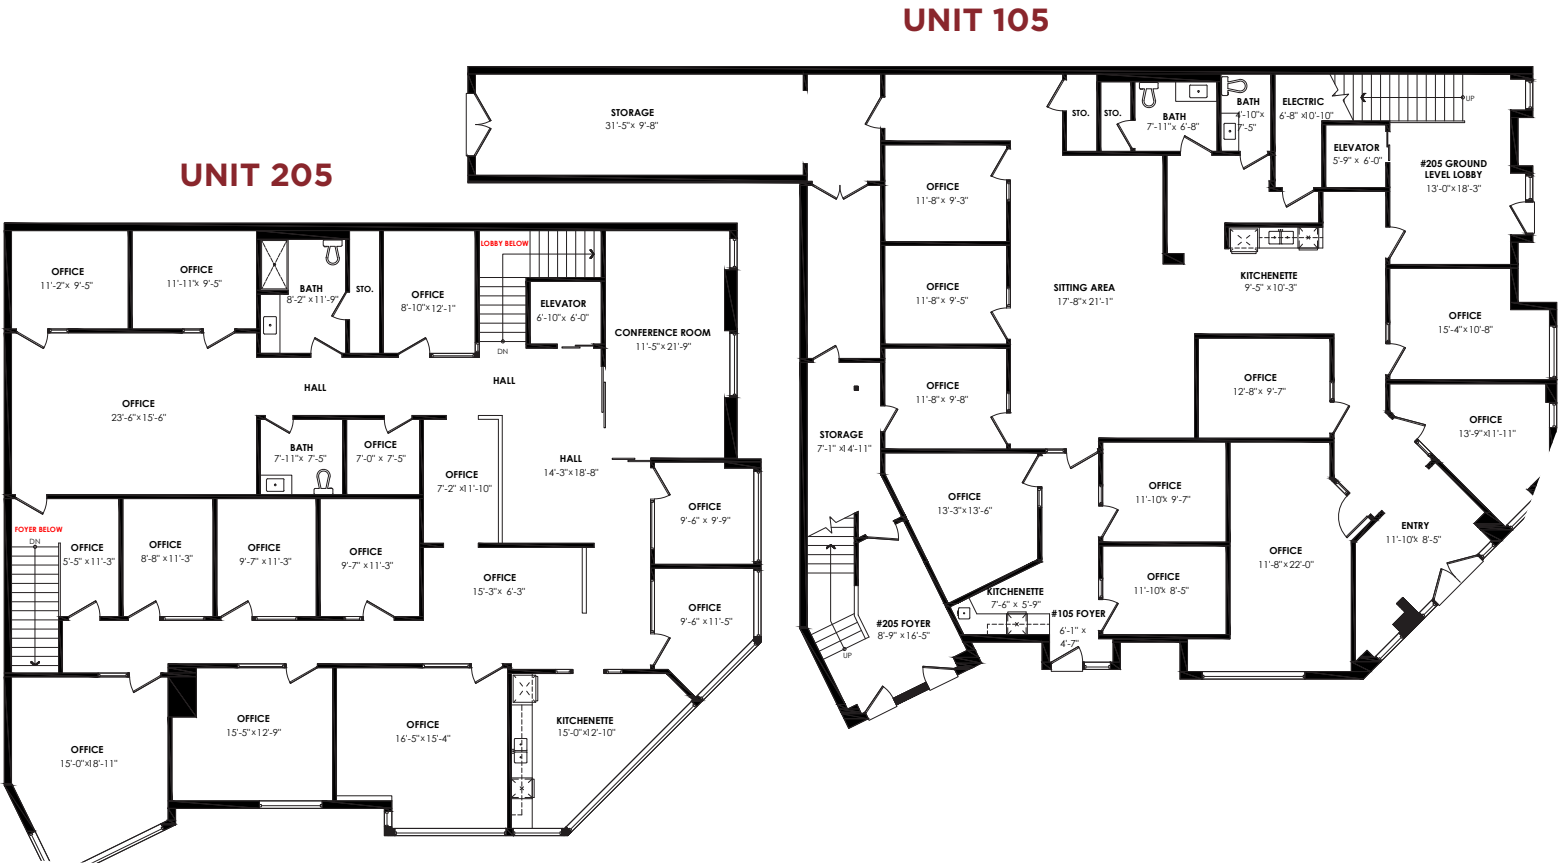 UNIT 105
UNIT 205
STORAGE
31'-5"x 9'-8"
STO.
STO.
BATH
7'-11"x 6'-8"
BATH
4'-10"x
7'-5"
ELECTRIC
6'-8" x10'-10"
UP
ELEVATOR
5'-9" x 6'-0"
#205 GROUND
LEVEL LOBBY
13'-0"x18'-3"
OFFICE
11'-8"x 9'-3"
OFFICE
11'-8"x 9'-5"
SITTING AREA
17'-8"x21'-1"
KITCHENETTE
9'-5" x10'-3"
OFFICE
15'-4"x10'-8"
OFFICE
11'-8"x 9'-8"
OFFICE
12'-8"x 9'-7"
OFFICE
13'-9"x11'-11"
STORAGE
7'-1" x14'-11"
OFFICE
13'-3"x13'-6"
OFFICE
11'-10"x 9'-7"
OFFICE
11'-8"x22'-0"
ENTRY
11'-10"x 8'-5"
OFFICE
11'-10"x 8'-5"
KITCHENETTE
7'-6" x 5'-9"
#105 FOYER
6'-1" x
4'-7"
#205 FOYER
8'-9" x16'-5"
UP
OFFICE
11'-2"x 9'-5"
OFFICE
11'-11"x 9'-5"
BATH
8'-2" x11'-9"
STO.
OFFICE
8'-10"x12'-1"
LOBBY BELOW
DN
ELEVATOR
6'-10"x 6'-0"
CONFERENCE ROOM
11'-5"x21'-9"
HALL
HALL
OFFICE
23'-6"x15'-6"
BATH
7'-11"x 7'-5"
OFFICE
7'-0" x 7'-5"
OFFICE
7'-2"x11'-10"
HALL
14'-3"x18'-8"
OFFICE
9'-6" x 9'-9"
FOYER BELOW
DN
OFFICE
5'-5" x11'-3"
OFFICE
8'-8" x11'-3"
OFFICE
9'-7" x11'-3"
OFFICE
9'-7" x11'-3"
OFFICE
15'-3"x 6'-3"
OFFICE
9'-6" x11'-5"
OFFICE
15'-0"x18'-11"
OFFICE
15'-5"x12'-9"
OFFICE
16'-5"x15'-4"
KITCHENETTE
15'-0"x12'-10"